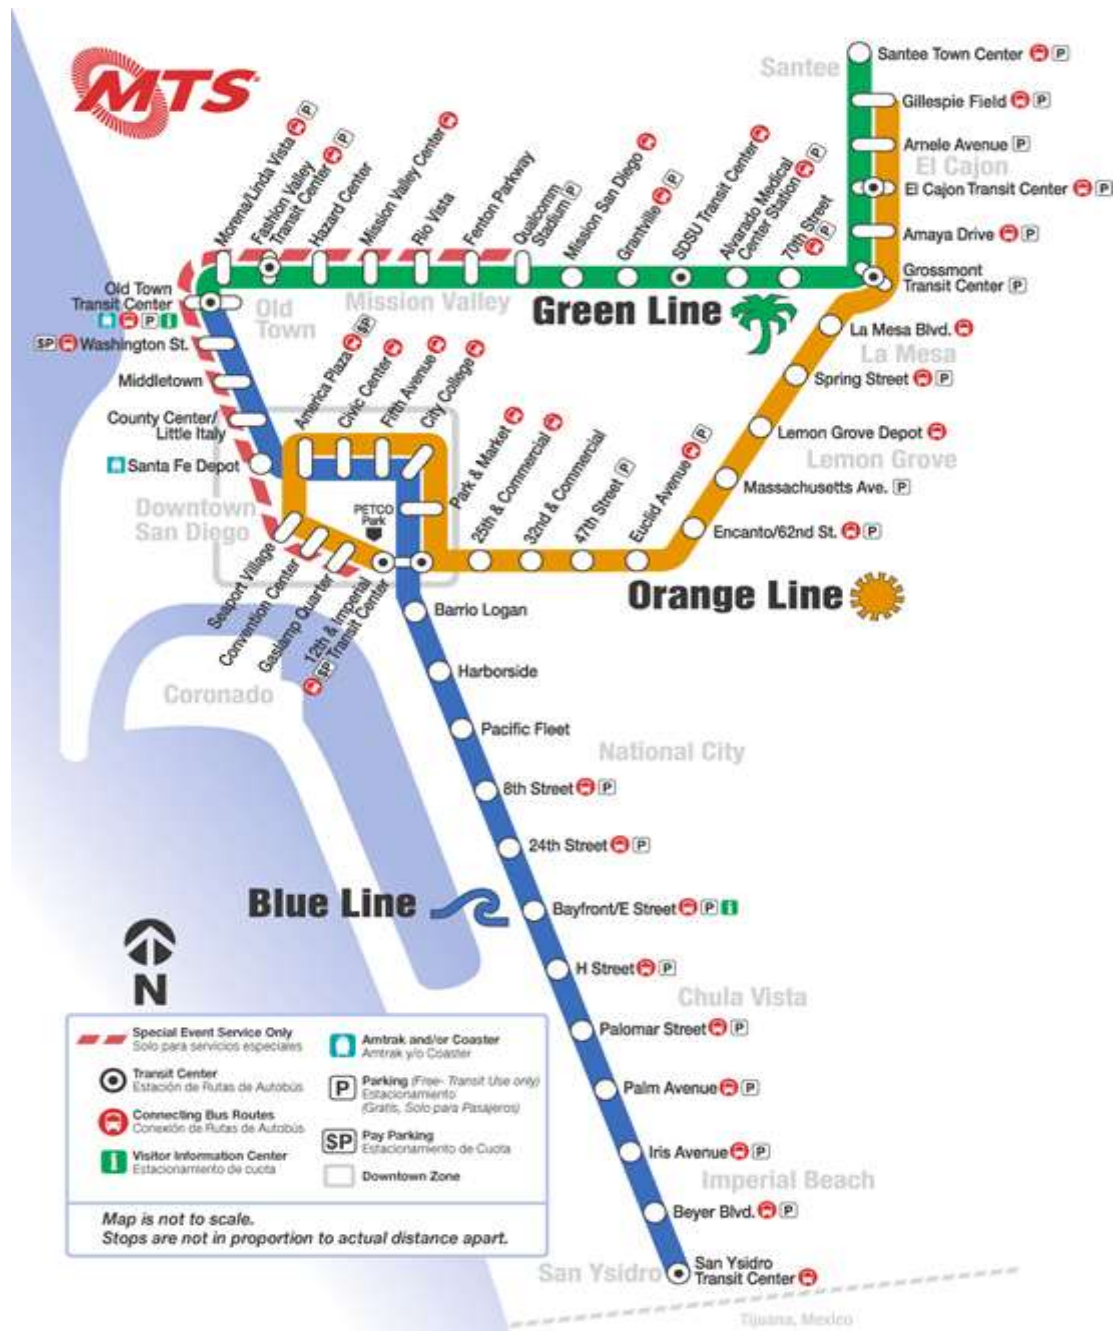 MTS
Santee
Santee Town Center P
Gillespie Field P
Arnele Avenue P
El Cajon
El Cajon Transit Center P
Amaya Drive P
Grossmont
Transit Center P
Morena/Linda Vista P
Fashion Valley
Transit Center P
Hazard Center
Mission Valley Center
Rio Vista
Fenton Parkway
Qualcomm
Stadium P
Mission San Diego
Grantville P
SDSU Transit Center
Alvarado Medical
Center Station P
70th Street
P
Old Town
Transit Center
P i
Old
Town
Mission Valley
Green Line
SP Washington St.
Middletown
County Center/
Little Italy
Santa Fe Depot
America Plaza SP
Civic Center
Fifth Avenue
City College
Park & Market
25th & Commercial
32nd & Commercial
47th Street P
Euclid Avenue P
La Mesa Blvd.
La Mesa
Spring Street P
Lemon Grove Depot
Lemon Grove
Massachusetts Ave. P
Encanto/62nd St. P
Downtown
San Diego
PETCO
Park
Orange Line
Seaport Village
Convention Center
Gaslamp Quarter
12th & Imperial
SP Transit Center
Barrio Logan
Harborside
Coronado
Pacific Fleet
National City
8th Street P
24th Street P
Blue Line
Bayfront/E Street P i
H Street P
Chula Vista
Palomar Street P
Palm Avenue P
Iris Avenue P
Imperial Beach
Beyer Blvd. P
San Ysidro
San Ysidro
Transit Center
Tijuana, Mexico
N
Special Event Service Only
Solo para servicios especiales
Transit Center
Estación de Rutas de Autobús
Connecting Bus Routes
Conexión de Rutas de Autobús
i Visitor Information Center
Estacionamiento de cuota
Amtrak and/or Coaster
Amtrak y/o Coaster
P Parking (Free- Transit Use only)
Estacionamiento
(Gratis, Solo para Pasajeros)
SP Pay Parking
Estacionamiento de Cuota
Downtown Zone
Map is not to scale.
Stops are not in proportion to actual distance apart.